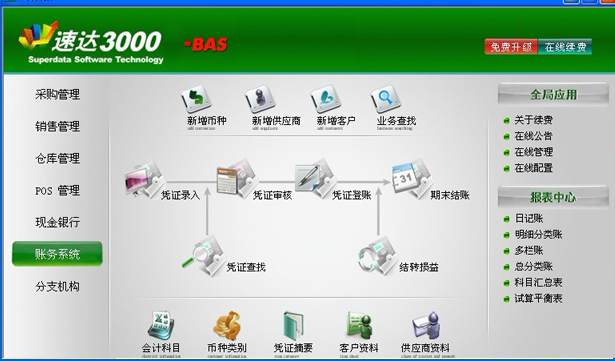 速达3000
-BAS
Superdata Software Technology
免费升级
在线续费
采购管理
销售管理
仓库管理
POS 管理
现金银行
账务系统
分支机构
新增币种
新增供应商
新增客户
业务查找
add currencies
add suppliers
add customers
business searching
凭证录入
凭证审核
凭证登账
期末结账
凭证查找
结转损益
会计科目
币种类别
凭证摘要
客户资料
供应商资料
全局应用
关于续费
在线公告
在线管理
在线配置
报表中心
日记账
明细分类账
多栏账
总分类账
科目汇总表
试算平衡表